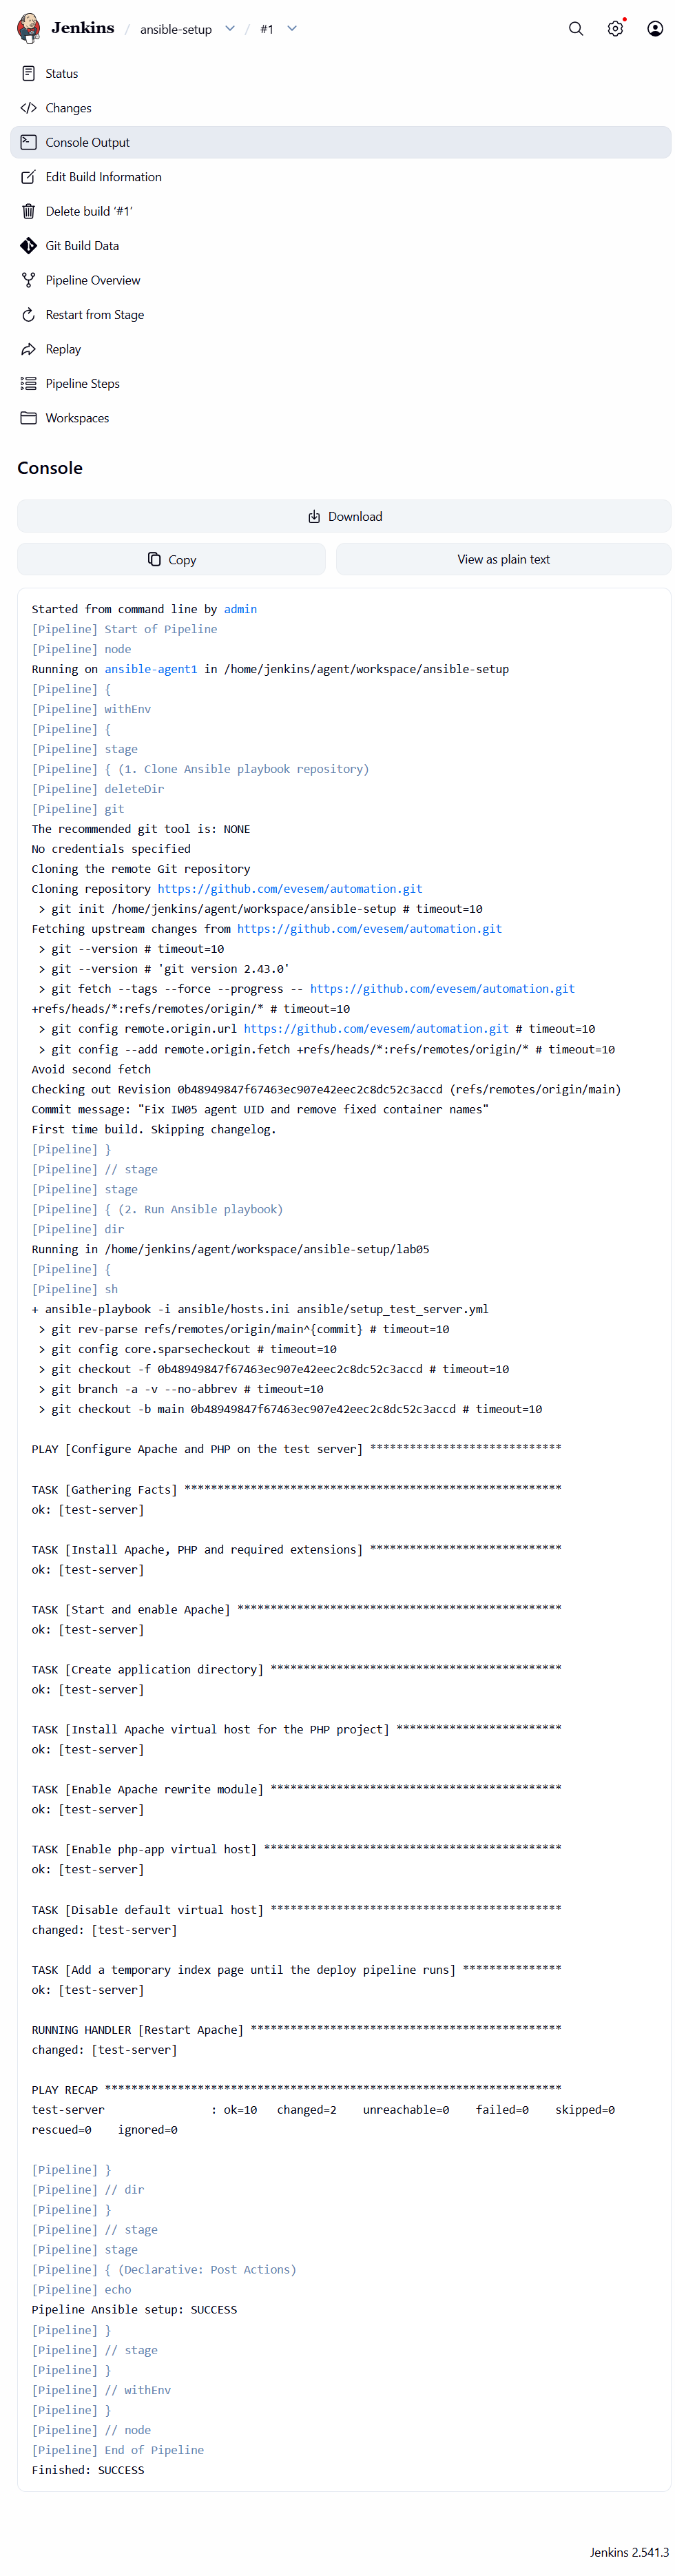 Jenkins / ansible-setup / #1
Status
Changes
Console Output
Edit Build Information
Delete build ‘#1’
Git Build Data
Pipeline Overview
Restart from Stage
Replay
Pipeline Steps
Workspaces
Console
Download
Copy
View as plain text
Started from command line by admin
[Pipeline] Start of Pipeline
[Pipeline] node
Running on ansible-agent1 in /home/jenkins/agent/workspace/ansible-setup
[Pipeline] {
[Pipeline] withEnv
[Pipeline] {
[Pipeline] stage
[Pipeline] { (1. Clone Ansible playbook repository)
[Pipeline] deleteDir
[Pipeline] git
The recommended git tool is: NONE
No credentials specified
Cloning the remote Git repository
Cloning repository https://github.com/evesem/automation.git
 > git init /home/jenkins/agent/workspace/ansible-setup # timeout=10
Fetching upstream changes from https://github.com/evesem/automation.git
 > git --version # timeout=10
 > git --version # 'git version 2.43.0'
 > git fetch --tags --force --progress -- https://github.com/evesem/automation.git
+refs/heads/*:refs/remotes/origin/* # timeout=10
 > git config remote.origin.url https://github.com/evesem/automation.git # timeout=10
 > git config --add remote.origin.fetch +refs/heads/*:refs/remotes/origin/* # timeout=10
Avoid second fetch
Checking out Revision 0b48949847f67463ec907e42eec2c8dc52c3accd (refs/remotes/origin/main)
Commit message: "Fix IW05 agent UID and remove fixed container names"
First time build. Skipping changelog.
[Pipeline] }
[Pipeline] // stage
[Pipeline] stage
[Pipeline] { (2. Run Ansible playbook)
[Pipeline] dir
Running in /home/jenkins/agent/workspace/ansible-setup/lab05
[Pipeline] {
[Pipeline] sh
+ ansible-playbook -i ansible/hosts.ini ansible/setup_test_server.yml
 > git rev-parse refs/remotes/origin/main^{commit} # timeout=10
 > git config core.sparsecheckout # timeout=10
 > git checkout -f 0b48949847f67463ec907e42eec2c8dc52c3accd # timeout=10
 > git branch -a -v --no-abbrev # timeout=10
 > git checkout -b main 0b48949847f67463ec907e42eec2c8dc52c3accd # timeout=10
PLAY [Configure Apache and PHP on the test server] *****************************
TASK [Gathering Facts] *********************************************************
ok: [test-server]
TASK [Install Apache, PHP and required extensions] *****************************
ok: [test-server]
TASK [Start and enable Apache] *************************************************
ok: [test-server]
TASK [Create application directory] ********************************************
ok: [test-server]
TASK [Install Apache virtual host for the PHP project] *************************
ok: [test-server]
TASK [Enable Apache rewrite module] ********************************************
ok: [test-server]
TASK [Enable php-app virtual host] *********************************************
ok: [test-server]
TASK [Disable default virtual host] ********************************************
changed: [test-server]
TASK [Add a temporary index page until the deploy pipeline runs] ***************
ok: [test-server]
RUNNING HANDLER [Restart Apache] ***********************************************
changed: [test-server]
PLAY RECAP *********************************************************************
test-server                : ok=10   changed=2    unreachable=0    failed=0    skipped=0
rescued=0    ignored=0
[Pipeline] }
[Pipeline] // dir
[Pipeline] }
[Pipeline] // stage
[Pipeline] stage
[Pipeline] { (Declarative: Post Actions)
[Pipeline] echo
Pipeline Ansible setup: SUCCESS
[Pipeline] }
[Pipeline] // stage
[Pipeline] }
[Pipeline] // withEnv
[Pipeline] }
[Pipeline] // node
[Pipeline] End of Pipeline
Finished: SUCCESS
Jenkins 2.541.3